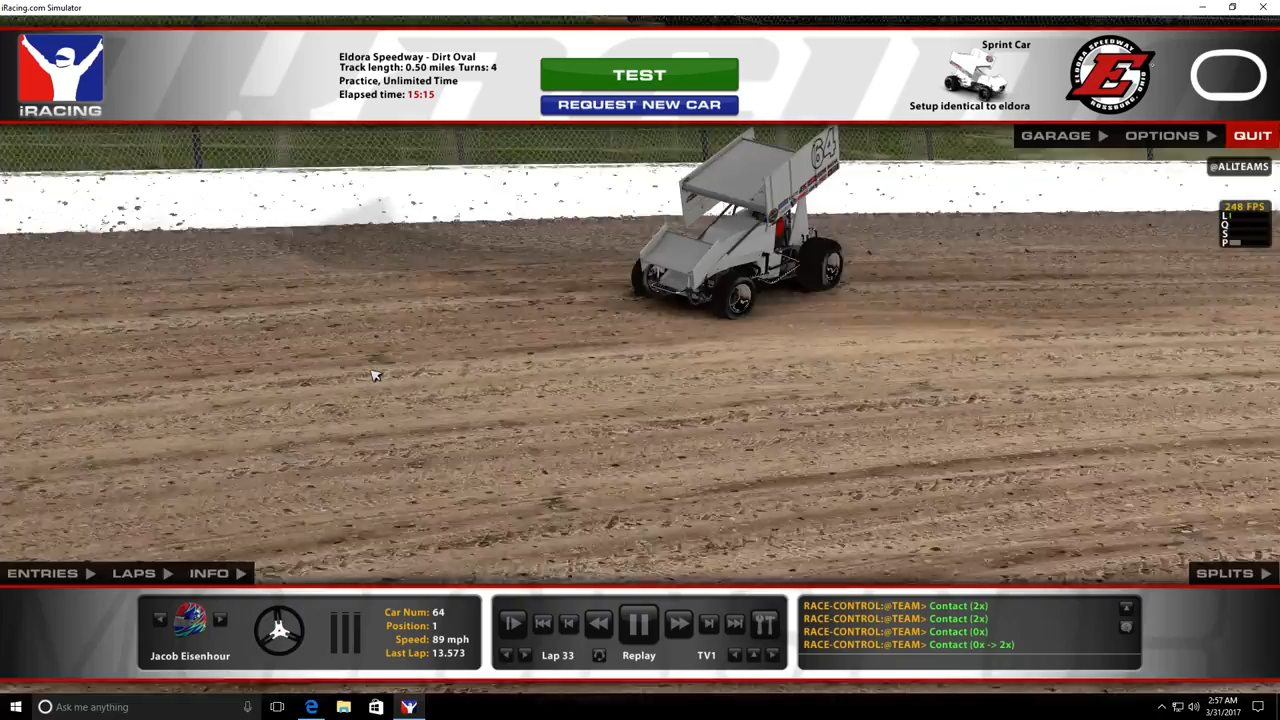 iRacing.com Simulator
iRACING
Eldora Speedway - Dirt Oval
Track length: 0.50 miles Turns: 4
Practice, Unlimited Time
Elapsed time: 15:15
TEST
REQUEST NEW CAR
Sprint Car
Setup identical to eldora
ELDORA SPEEDWAY
E
ROSSBURG, OHIO
GARAGE
OPTIONS
QUIT
@ALLTEAMS
248 FPS
L
Q
S
P
64
ENTRIES
LAPS
INFO
SPLITS
Jacob Eisenhour
Car Num: 64
Position: 1
Speed: 89 mph
Last Lap: 13.573
Lap 33
Replay
TV1
RACE-CONTROL:@TEAM> Contact (2x)
RACE-CONTROL:@TEAM> Contact (2x)
RACE-CONTROL:@TEAM> Contact (0x)
RACE-CONTROL:@TEAM> Contact (0x -> 2x)
Ask me anything
2:57 AM
3/31/2017